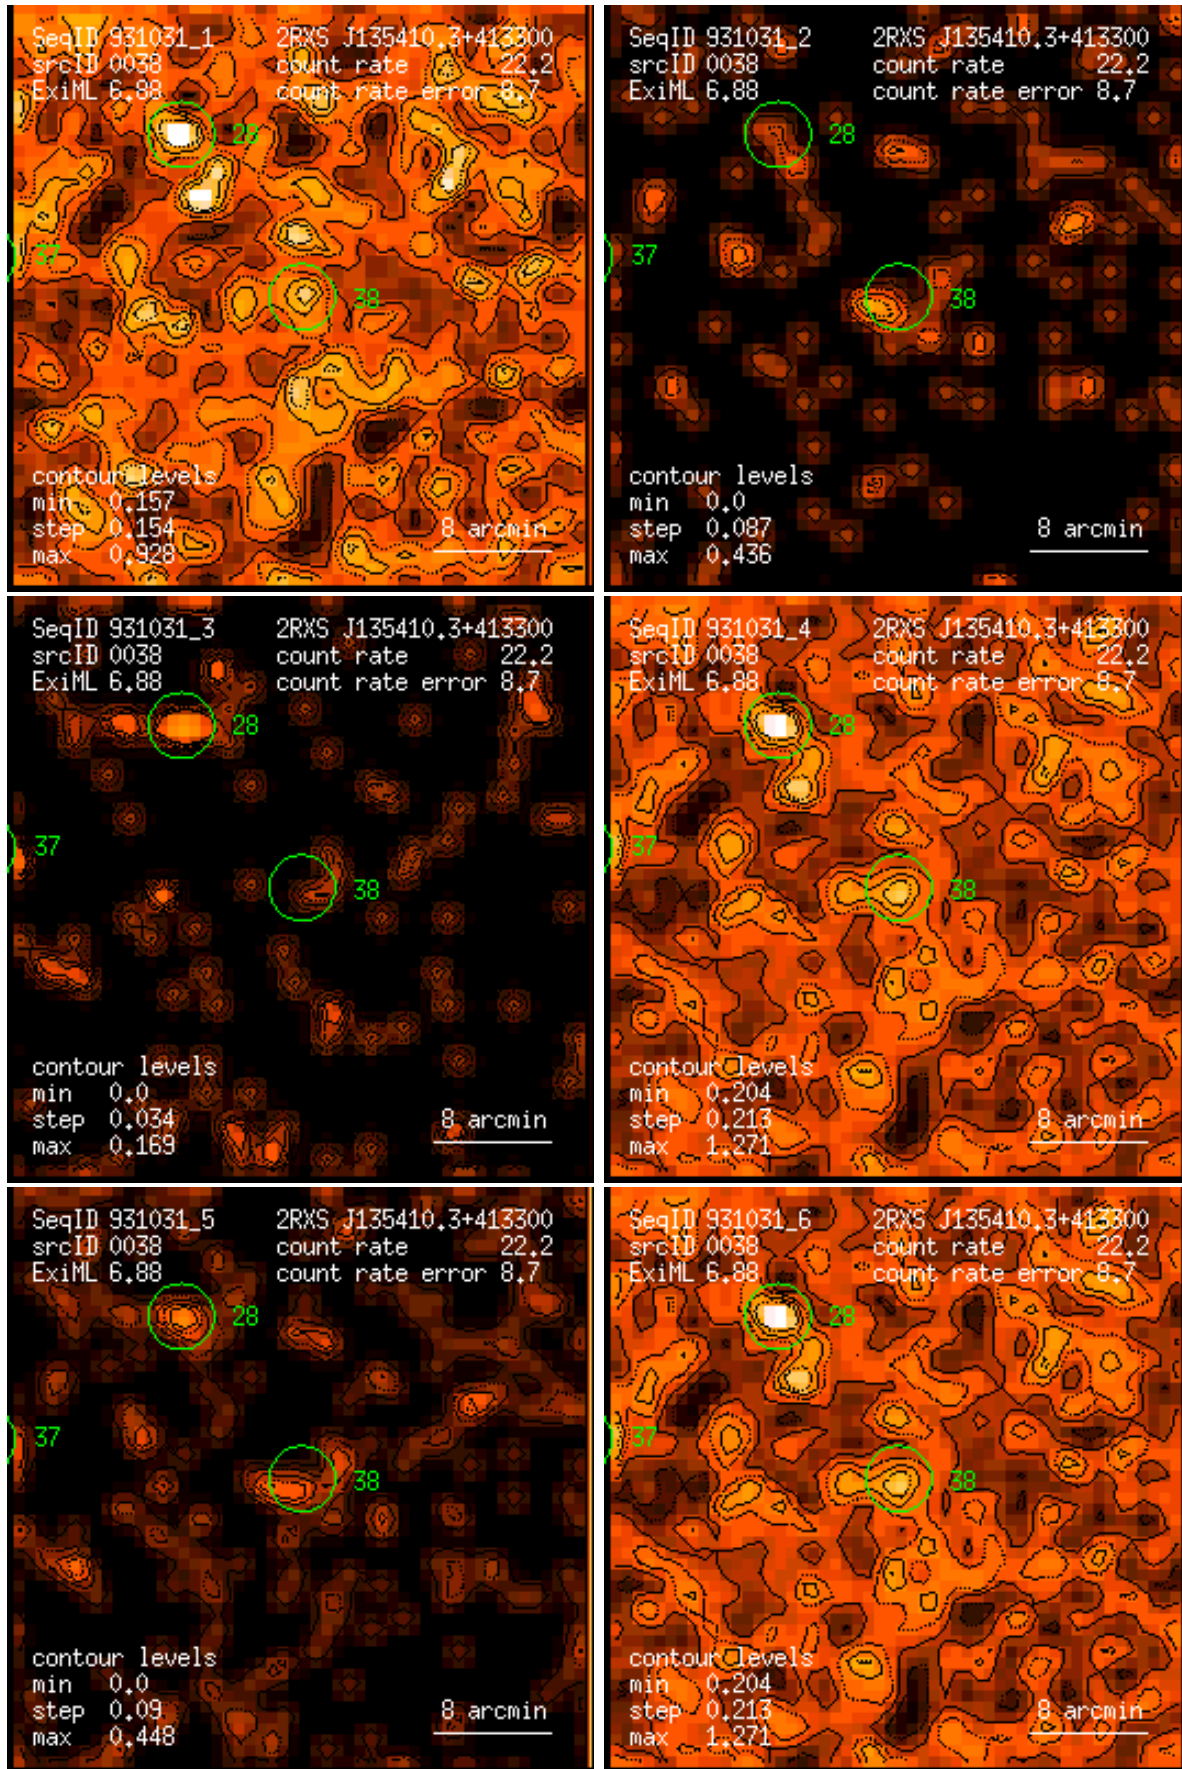 SeqID 931031_1 2RXS J135410.3+413300
srcID 0038 count rate 22.2
ExiML 6.88 count rate error 8.7
28
37
38
contour levels
min 0.157
step 0.154
max 0.928
8 arcmin
SeqID 931031_2 2RXS J135410.3+413300
srcID 0038 count rate 22.2
ExiML 6.88 count rate error 8.7
28
37
38
contour levels
min 0.0
step 0.087
max 0.436
8 arcmin
SeqID 931031_3 2RXS J135410.3+413300
srcID 0038 count rate 22.2
ExiML 6.88 count rate error 8.7
28
37
38
contour levels
min 0.0
step 0.034
max 0.169
8 arcmin
SeqID 931031_4 2RXS J135410.3+413300
srcID 0038 count rate 22.2
ExiML 6.88 count rate error 8.7
28
37
38
contour levels
min 0.204
step 0.213
max 1.271
8 arcmin
SeqID 931031_5 2RXS J135410.3+413300
srcID 0038 count rate 22.2
ExiML 6.88 count rate error 8.7
28
37
38
contour levels
min 0.0
step 0.09
max 0.448
8 arcmin
SeqID 931031_6 2RXS J135410.3+413300
srcID 0038 count rate 22.2
ExiML 6.88 count rate error 8.7
28
37
38
contour levels
min 0.204
step 0.213
max 1.271
8 arcmin